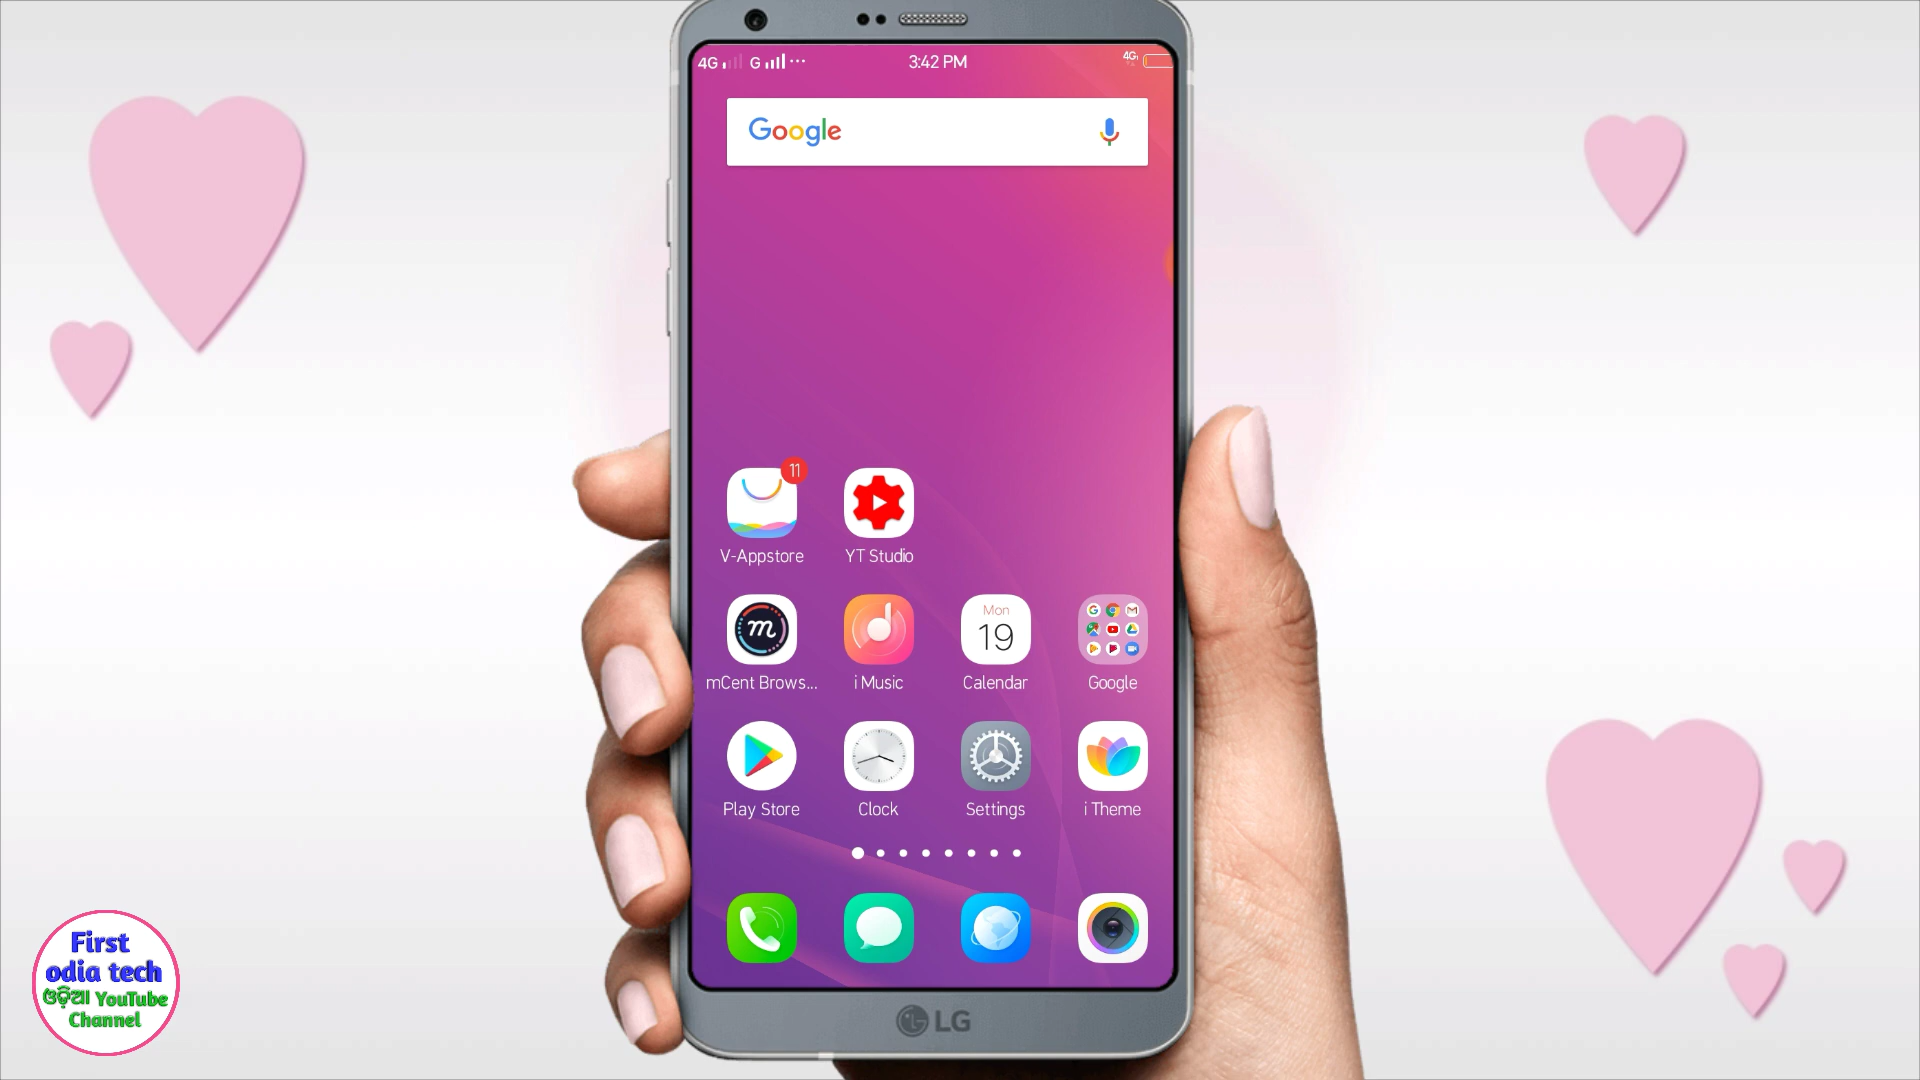 4G G ... 3:42 PM 4G
Google
11
V-Appstore YT Studio
Mon
19
m
mCent Brows... i Music Calendar Google
Play Store Clock Settings i Theme
LG
First
odia tech
ଓଡ଼ିଆ YouTube
Channel